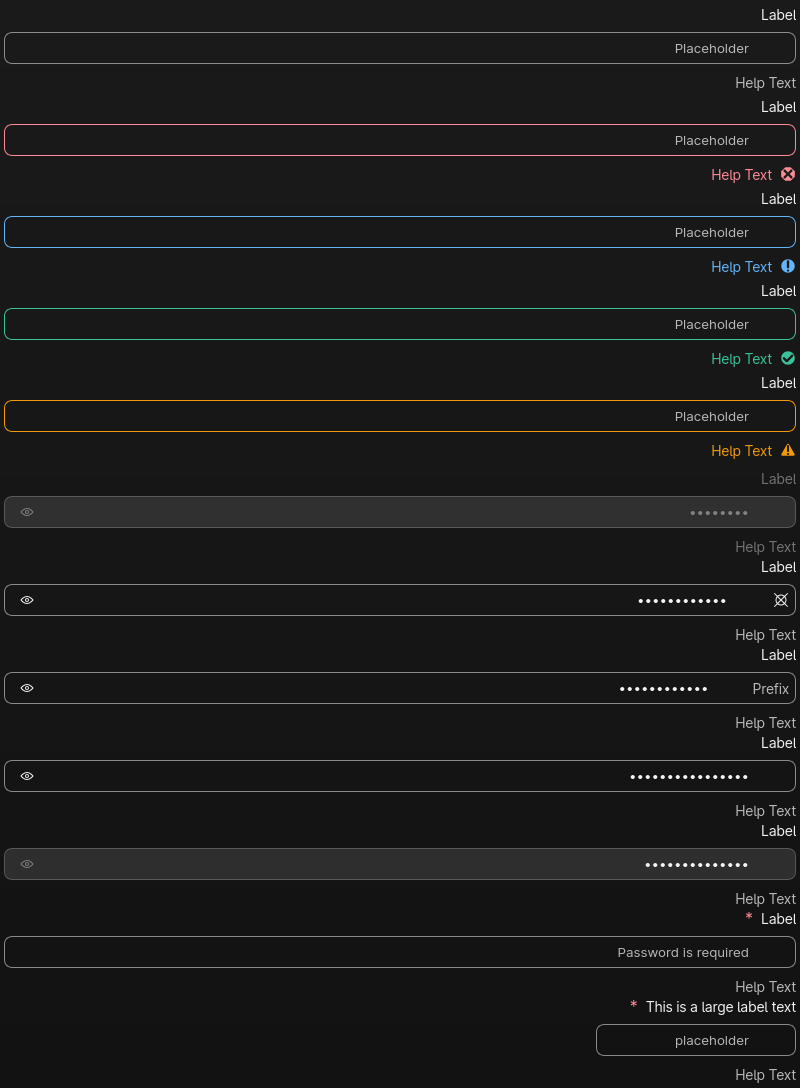 Label
Placeholder
Help Text
Label
Placeholder
Help Text
Label
Placeholder
Help Text
Label
Placeholder
Help Text
Label
Placeholder
Help Text
Label
••••••••
Help Text
Label
••••••••••••
Help Text
Label
•••••••••••• Prefix
Help Text
Label
••••••••••••••••
Help Text
Label
••••••••••••••
Help Text
* Label
Password is required
Help Text
* This is a large label text
placeholder
Help Text